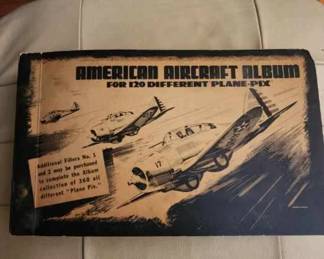 AMERICAN AIRCRAFT ALBUM
FOR 120 DIFFERENT PLANE-PIX
Additional Fillers No. 1
and 2 may be purchased
to complete the Album
collection of 360 all
different "Plane Pix."
17